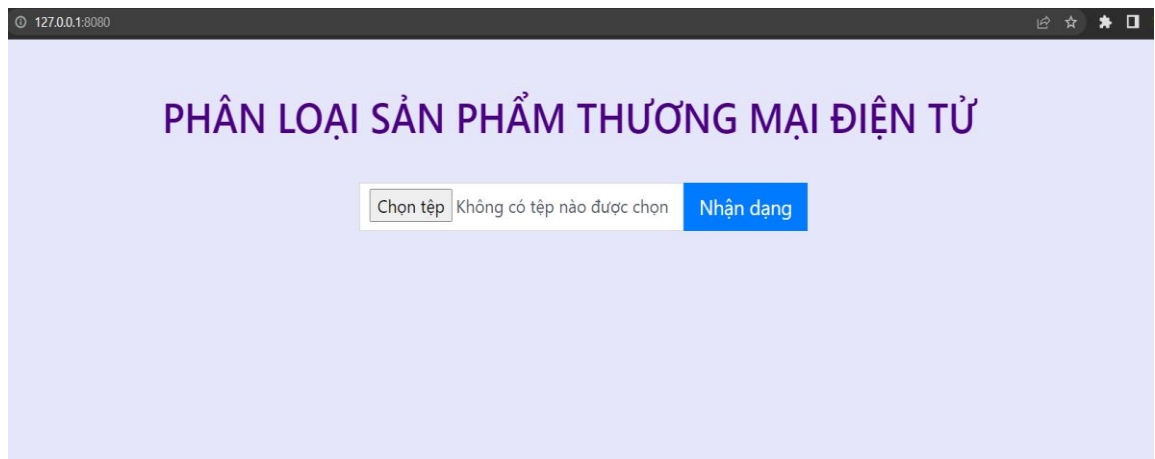 127.0.0.1:8080
PHÂN LOẠI SẢN PHẨM THƯƠNG MẠI ĐIỆN TỬ
Chọn tệp Không có tệp nào được chọn Nhận dạng